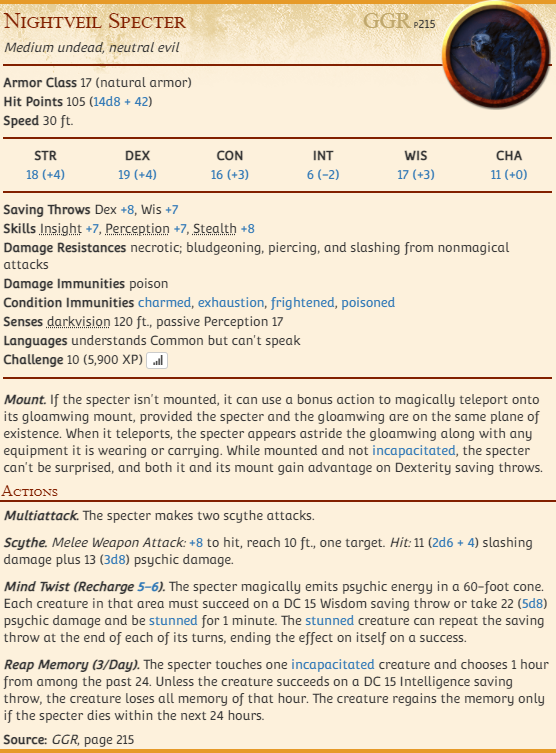 Nightveil Specter
GGR p215
Medium undead, neutral evil
Armor Class 17 (natural armor)
Hit Points 105 (14d8 + 42)
Speed 30 ft.
STR DEX CON INT WIS CHA
18 (+4) 19 (+4) 16 (+3) 6 (−2) 17 (+3) 11 (+0)
Saving Throws Dex +8, Wis +7
Skills Insight +7, Perception +7, Stealth +8
Damage Resistances necrotic; bludgeoning, piercing, and slashing from nonmagical
attacks
Damage Immunities poison
Condition Immunities charmed, exhaustion, frightened, poisoned
Senses darkvision 120 ft., passive Perception 17
Languages understands Common but can't speak
Challenge 10 (5,900 XP)
Mount. If the specter isn't mounted, it can use a bonus action to magically teleport onto
its gloamwing mount, provided the specter and the gloamwing are on the same plane of
existence. When it teleports, the specter appears astride the gloamwing along with any
equipment it is wearing or carrying. While mounted and not incapacitated, the specter
can't be surprised, and both it and its mount gain advantage on Dexterity saving throws.
Actions
Multiattack. The specter makes two scythe attacks.
Scythe. Melee Weapon Attack: +8 to hit, reach 10 ft., one target. Hit: 11 (2d6 + 4) slashing
damage plus 13 (3d8) psychic damage.
Mind Twist (Recharge 5–6). The specter magically emits psychic energy in a 60-foot cone.
Each creature in that area must succeed on a DC 15 Wisdom saving throw or take 22 (5d8)
psychic damage and be stunned for 1 minute. The stunned creature can repeat the saving
throw at the end of each of its turns, ending the effect on itself on a success.
Reap Memory (3/Day). The specter touches one incapacitated creature and chooses 1 hour
from among the past 24. Unless the creature succeeds on a DC 15 Intelligence saving
throw, the creature loses all memory of that hour. The creature regains the memory only
if the specter dies within the next 24 hours.
Source: GGR, page 215